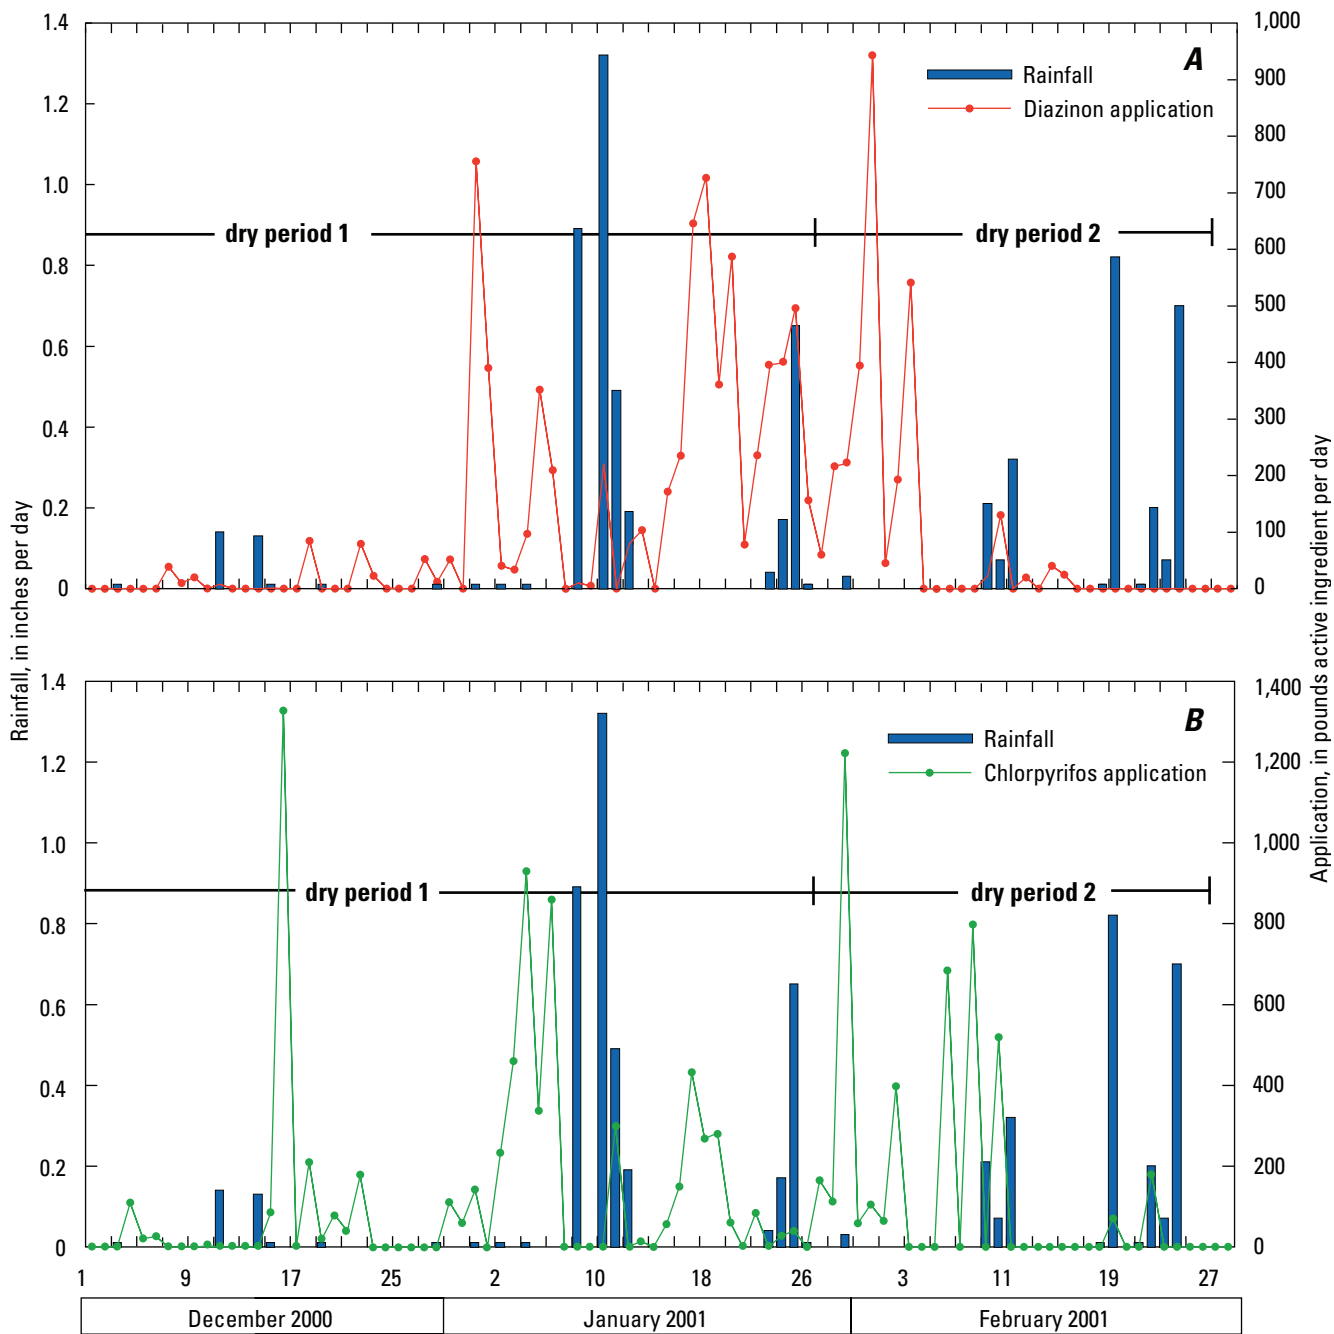 1.4
1.2
1.0
0.8
0.6
0.4
0.2
0
1,000
900
800
700
600
500
400
300
200
100
0
A
Rainfall
Diazinon application
dry period 1
dry period 2
Rainfall, in inches per day
Application, in pounds active ingredient per day
1.4
1.2
1.0
0.8
0.6
0.4
0.2
0
1,400
1,200
1,000
800
600
400
200
0
B
Rainfall
Chlorpyrifos application
dry period 1
dry period 2
1 9 17 25 2 10 18 26 3 11 19 27
December 2000 January 2001 February 2001